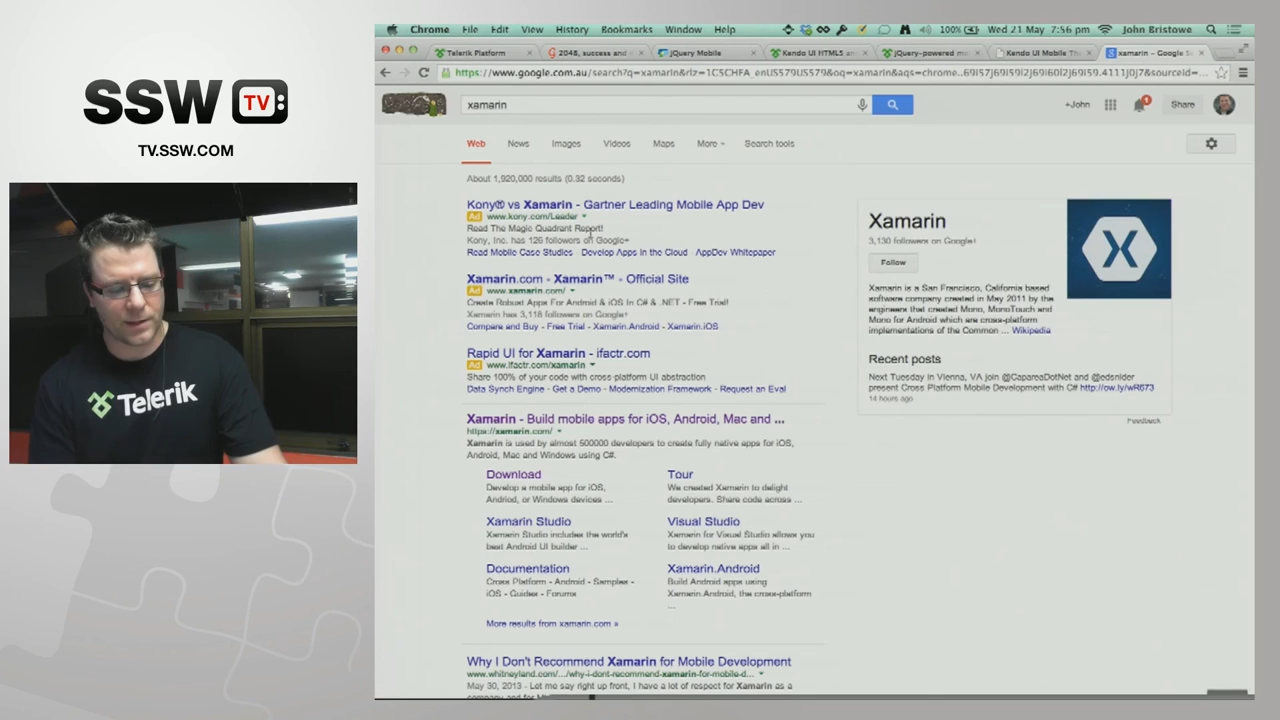 SSW TV
TV.SSW.COM
Telerik
Chrome File Edit View History Bookmarks Window Help
100% Wed 21 May 7:56 pm John Bristowe
Telerik Platform
2048, success and
jQuery Mobile
Kendo UI HTML5
jQuery-powered
Kendo UI Mobile
xamarin - Google
https://www.google.com.au/search?q=xamarin&rlz=1C5CHFA_enUS579US579&oq=xamarin&aqs=chrome
xamarin
+John
Share
Web News Images Videos Maps More Search tools
About 1,920,000 results (0.32 seconds)
Kony® vs Xamarin - Gartner Leading Mobile App Dev
Ad www.kony.com/Leader
Read The Magic Quadrant Report!
Kony, Inc. has 126 followers on Google+
Read Mobile Case Studies - Develop Apps In the Cloud - AppDev Whitepaper
Xamarin.com - Xamarin™ - Official Site
Ad www.xamarin.com/
Create Robust Apps For Android & iOS In C# & .NET - Free Trial!
Xamarin has 3,118 followers on Google+
Compare and Buy - Free Trial - Xamarin.Android - Xamarin.iOS
Rapid UI for Xamarin - ifactr.com
Ad www.ifactr.com/xamarin
Share 100% of your code with cross-platform UI abstraction
Data Synch Engine - Get a Demo - Modernization Framework - Request an Eval
Xamarin - Build mobile apps for iOS, Android, Mac and ...
https://xamarin.com/
Xamarin is used by almost 500000 developers to create fully native apps for iOS,
Android, Mac and Windows using C#.
Download
Develop a mobile app for iOS,
Andriod, or Windows devices ...
Tour
We created Xamarin to delight
developers. Share code across ...
Xamarin Studio
Xamarin Studio includes the world's
best Android UI builder ...
Visual Studio
Xamarin for Visual Studio allows you
to develop native apps all in ...
Documentation
Cross Platform - Android - Samples -
iOS - Guides - Forums
Xamarin.Android
Build Android apps using
Xamarin.Android, the cross-platform
...
More results from xamarin.com »
Why I Don't Recommend Xamarin for Mobile Development
www.whitneyland.com/.../why-i-dont-recommend-xamarin-for-mobile-d...
May 30, 2013 - Let me say right up front, I have a lot of respect for Xamarin as a
company and for
Xamarin
3,130 followers on Google+
Follow
Xamarin is a San Francisco, California based
software company created in May 2011 by the
engineers that created Mono, MonoTouch and
Mono for Android which are cross-platform
implementations of the Common ... Wikipedia
Recent posts
Next Tuesday in Vienna, VA join @CapareaDotNet and @edsnider
present Cross Platform Mobile Development with C# http://ow.ly/wR673
14 hours ago
Feedback